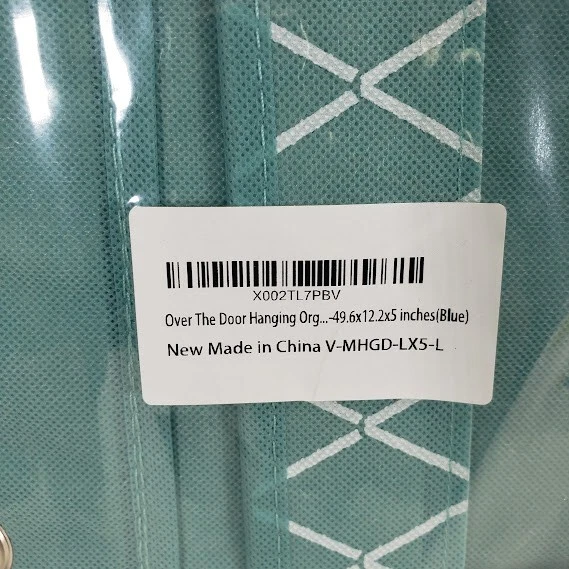 X002TL7PBV
Over The Door Hanging Org...-49.6x12.2x5 inches(Blue)
New Made in China V-MHGD-LX5-L